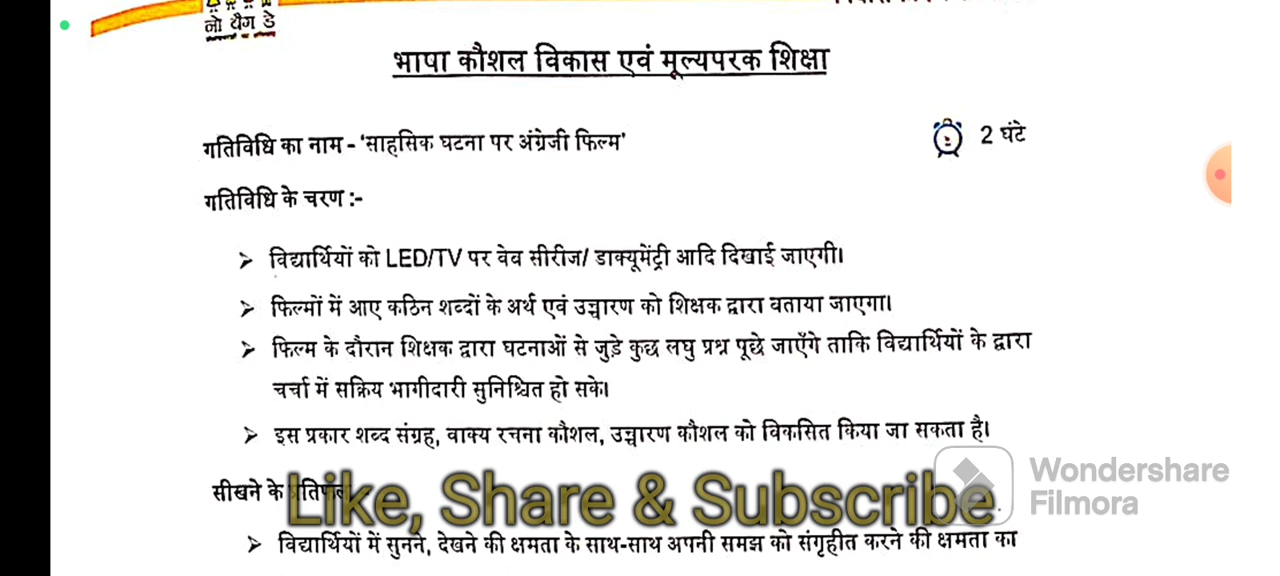 नो बैग डे
भाषा कौशल विकास एवं मूल्यपरक शिक्षा
गतिविधि का नाम - 'साहसिक घटना पर अंग्रेजी फिल्म'
2 घंटे
गतिविधि के चरण :-
➢ विद्यार्थियों को LED/TV पर वेब सीरीज/ डाक्यूमेंट्री आदि दिखाई जाएगी।
➢ फिल्मों में आए कठिन शब्दों के अर्थ एवं उच्चारण को शिक्षक द्वारा बताया जाएगा।
➢ फिल्म के दौरान शिक्षक द्वारा घटनाओं से जुड़े कुछ लघु प्रश्न पूछे जाएँगे ताकि विद्यार्थियों के द्वारा
चर्चा में सक्रिय भागीदारी सुनिश्चित हो सके।
➢ इस प्रकार शब्द संग्रह, वाक्य रचना कौशल, उच्चारण कौशल को विकसित किया जा सकता है।
Wondershare
Filmora
सीखने के प्रतिफल
Like, Share & Subscribe
➢ विद्यार्थियों में सुनने, देखने की क्षमता के साथ-साथ अपनी समझ को संगृहीत करने की क्षमता का